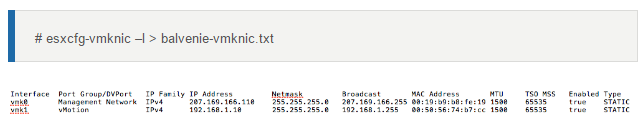 # esxcfg-vmknic –l > balvenie-vmknic.txt
Interface Port Group/DVPort IP Family IP Address Netmask Broadcast MAC Address MTU TSO MSS Enabled Type
vmk0 Management Network IPv4 207.169.166.110 255.255.255.0 207.169.166.255 00:19:b9:b8:fe:19 1500 65535 true STATIC
vmk1 vMotion IPv4 192.168.1.10 255.255.255.0 192.168.1.255 00:50:56:74:b7:cc 1500 65535 true STATIC